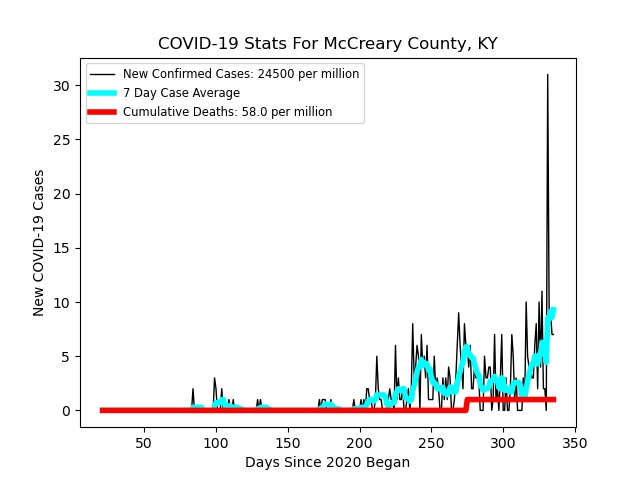 COVID-19 Stats For McCreary County, KY
New Confirmed Cases: 24500 per million
7 Day Case Average
Cumulative Deaths: 58.0 per million
New COVID-19 Cases
30
25
20
15
10
5
0
50 100 150 200 250 300 350
Days Since 2020 Began